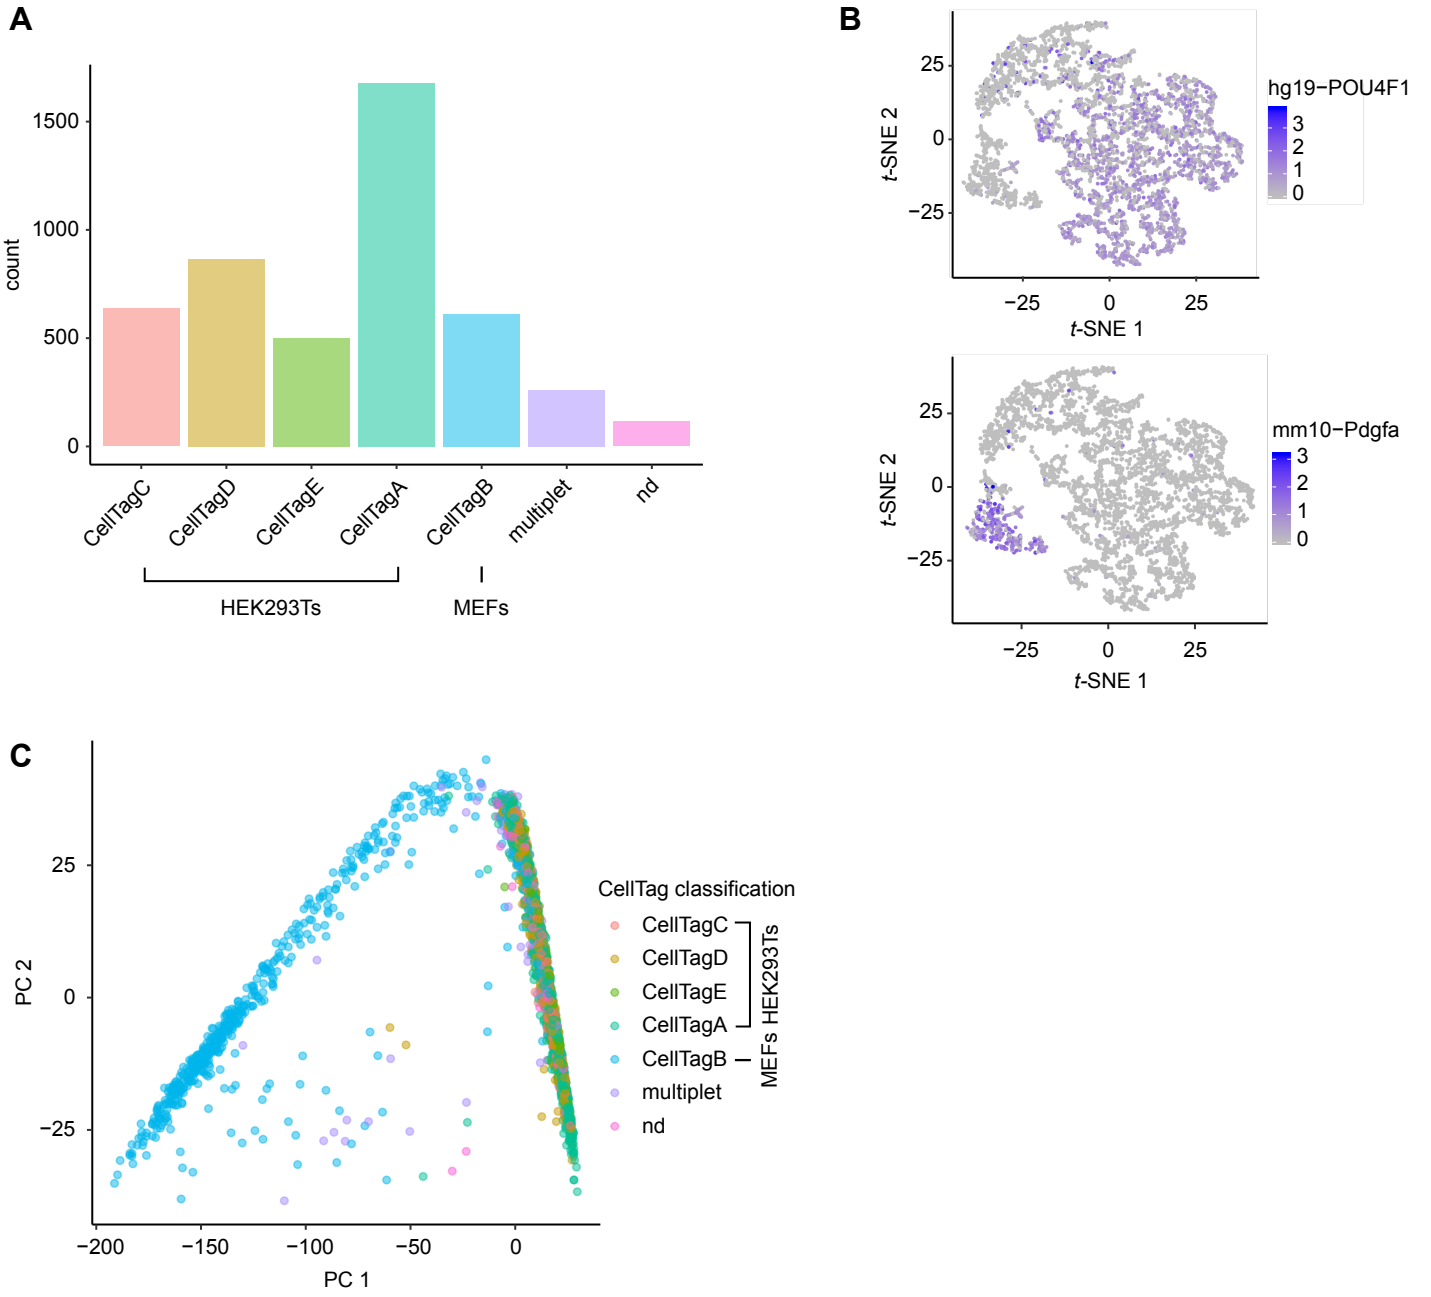 A
count
1500
1000
500
0
CellTagC
CellTagD
CellTagE
CellTagA
CellTagB
multiplet
nd
HEK293Ts
MEFs
B
t-SNE 2
25
0
−25
−25
0
25
t-SNE 1
hg19−POU4F1
3
2
1
0
t-SNE 2
25
0
−25
−25
0
25
t-SNE 1
mm10−Pdgfa
3
2
1
0
C
PC 2
25
0
−25
−200
−150
−100
−50
0
PC 1
CellTag classification
CellTagC
CellTagD
CellTagE
CellTagA
CellTagB
multiplet
nd
HEK293Ts
MEFs